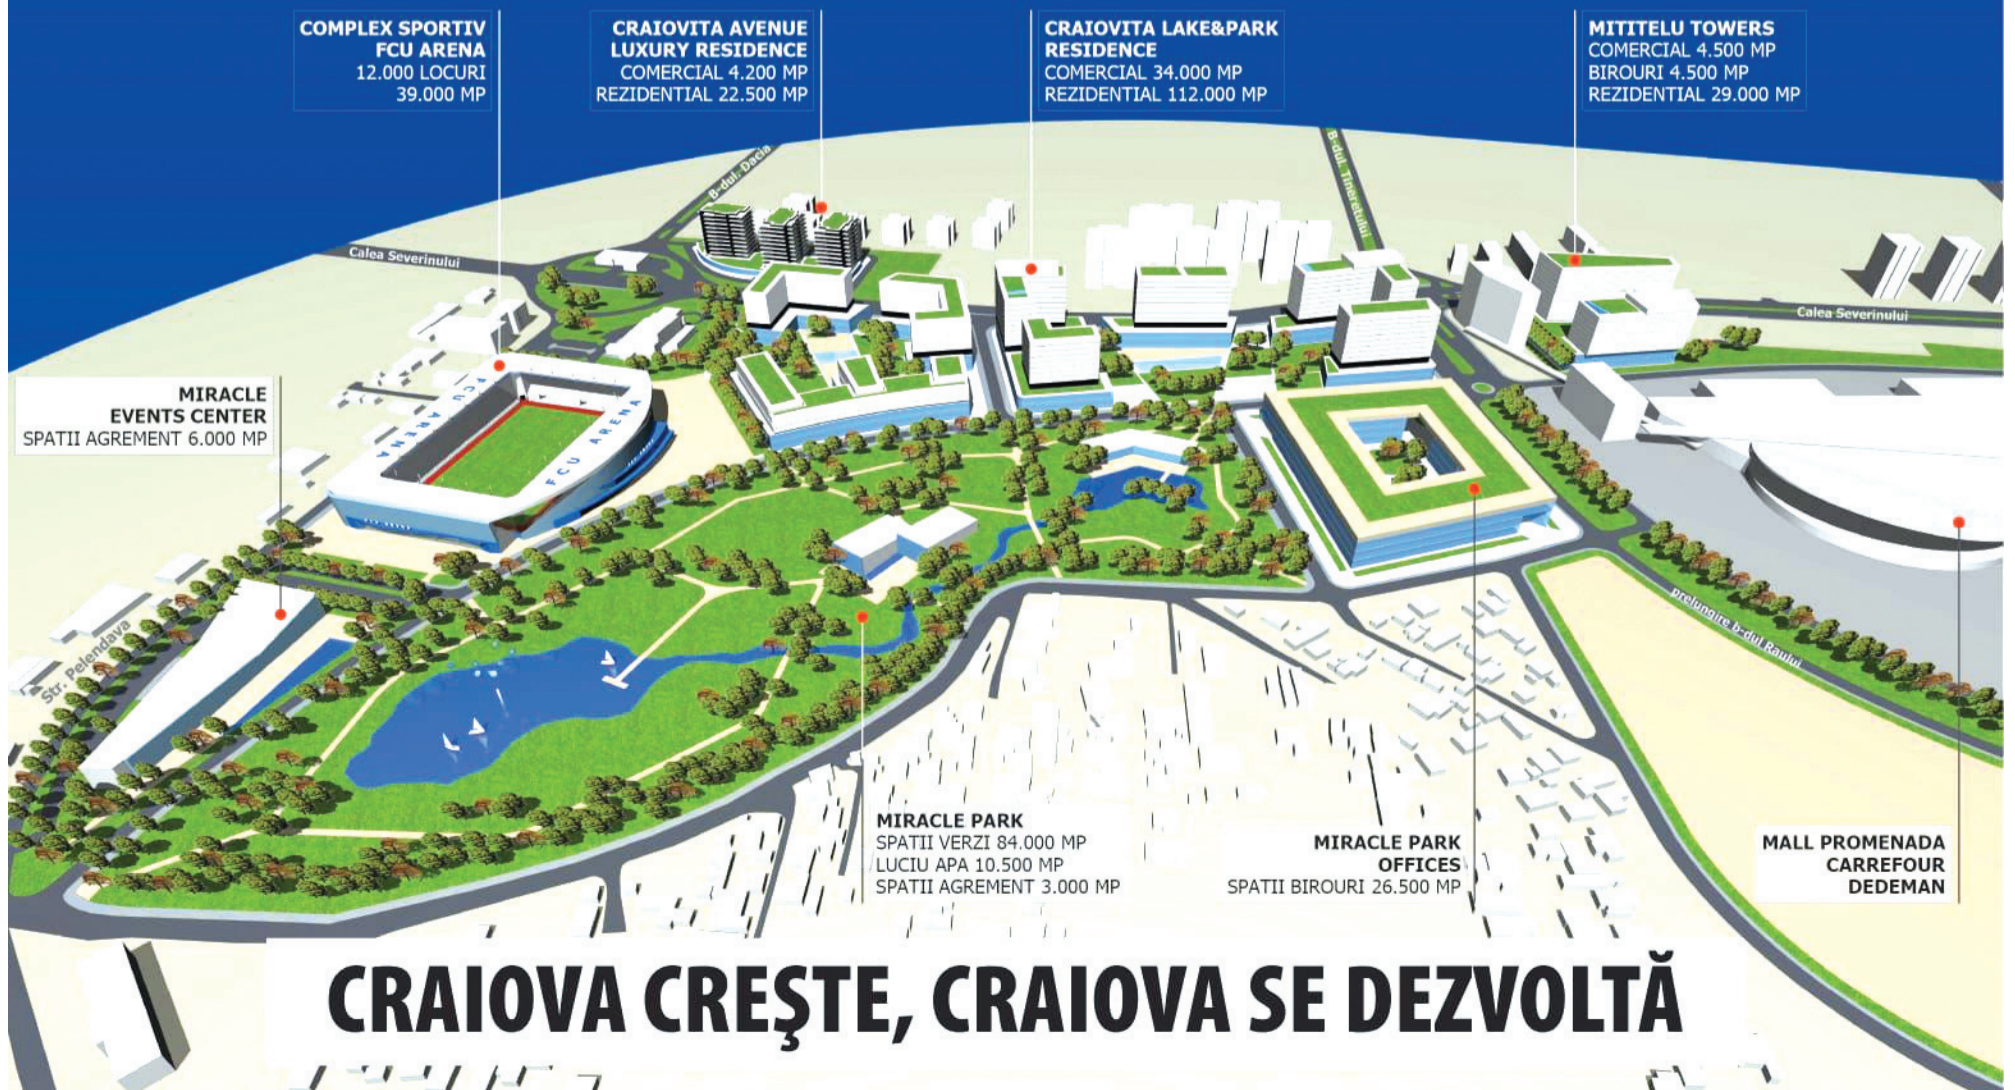 COMPLEX SPORTIV
FCU ARENA
12.000 LOCURI
39.000 MP
CRAIOVITA AVENUE
LUXURY RESIDENCE
COMERCIAL 4.200 MP
REZIDENTIAL 22.500 MP
CRAIOVITA LAKE&PARK
RESIDENCE
COMERCIAL 34.000 MP
REZIDENTIAL 112.000 MP
MITITELU TOWERS
COMERCIAL 4.500 MP
BIROURI 4.500 MP
REZIDENTIAL 29.000 MP
B-dul. Dacia
B-dul. Tineretului
Calea Severinului
Calea Severinului
MIRACLE
EVENTS CENTER
SPATII AGREMENT 6.000 MP
FCU ARENA
FCU ARENA
FCU ARENA
Str. Pelendava
prelungire b-dul Raului
MIRACLE PARK
SPATII VERZI 84.000 MP
LUCIU APA 10.500 MP
SPATII AGREMENT 3.000 MP
MIRACLE PARK
OFFICES
SPATII BIROURI 26.500 MP
MALL PROMENADA
CARREFOUR
DEDEMAN
CRAIOVA CREŞTE, CRAIOVA SE DEZVOLTĂ